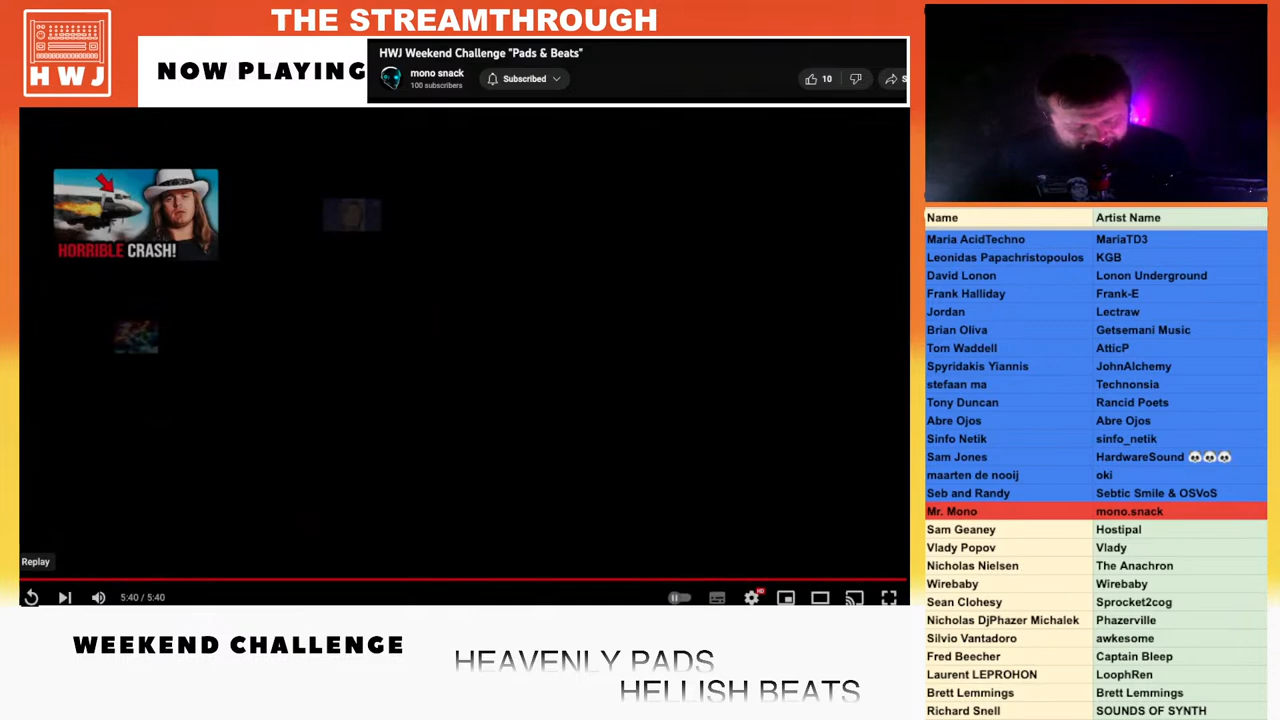 THE STREAMTHROUGH
HWJ
NOW PLAYING
HWJ Weekend Challenge "Pads & Beats"
mono snack
100 subscribers
Subscribed
10
S
HORRIBLE CRASH!
Replay
5:40 / 5:40
HD
WEEKEND CHALLENGE
HEAVENLY PADS
HELLISH BEATS
Name Artist Name
Maria AcidTechno MariaTD3
Leonidas Papachristopoulos KGB
David Lonon Lonon Underground
Frank Halliday Frank-E
Jordan Lectraw
Brian Oliva Getsemani Music
Tom Waddell AtticP
Spyridakis Yiannis JohnAlchemy
stefaan ma Technonsia
Tony Duncan Rancid Poets
Abre Ojos Abre Ojos
Sinfo Netik sinfo_netik
Sam Jones HardwareSound 💀💀💀
maarten de nooij oki
Seb and Randy Sebtic Smile & OSVoS
Mr. Mono mono.snack
Sam Geaney Hostipal
Vlady Popov Vlady
Nicholas Nielsen The Anachron
Wirebaby Wirebaby
Sean Clohesy Sprocket2cog
Nicholas DjPhazer Michalek Phazerville
Silvio Vantadoro awkesome
Fred Beecher Captain Bleep
Laurent LEPROHON LoophRen
Brett Lemmings Brett Lemmings
Richard Snell SOUNDS OF SYNTH